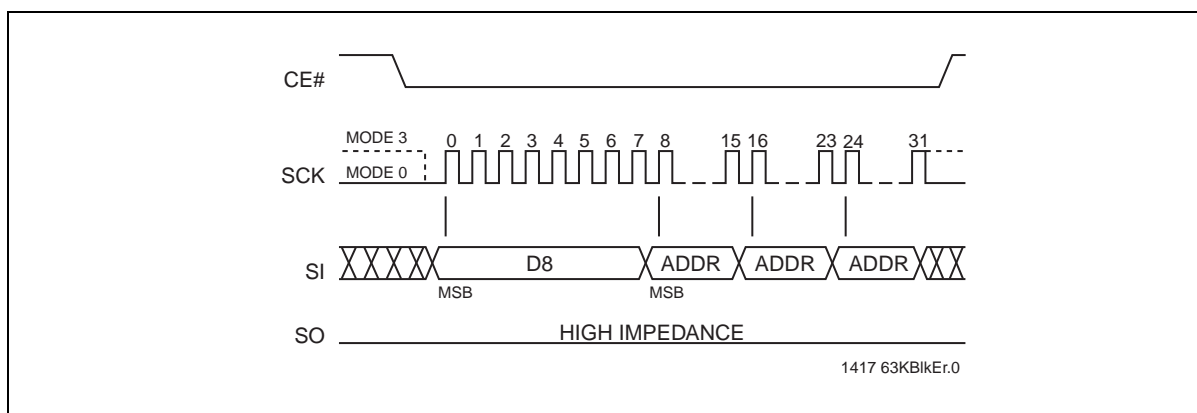 CE#
MODE 3 0 1 2 3 4 5 6 7 8 15 16 23 24 31
SCK MODE 0
SI D8 ADDR ADDR ADDR
MSB MSB
SO HIGH IMPEDANCE
1417 63KBlkEr.0